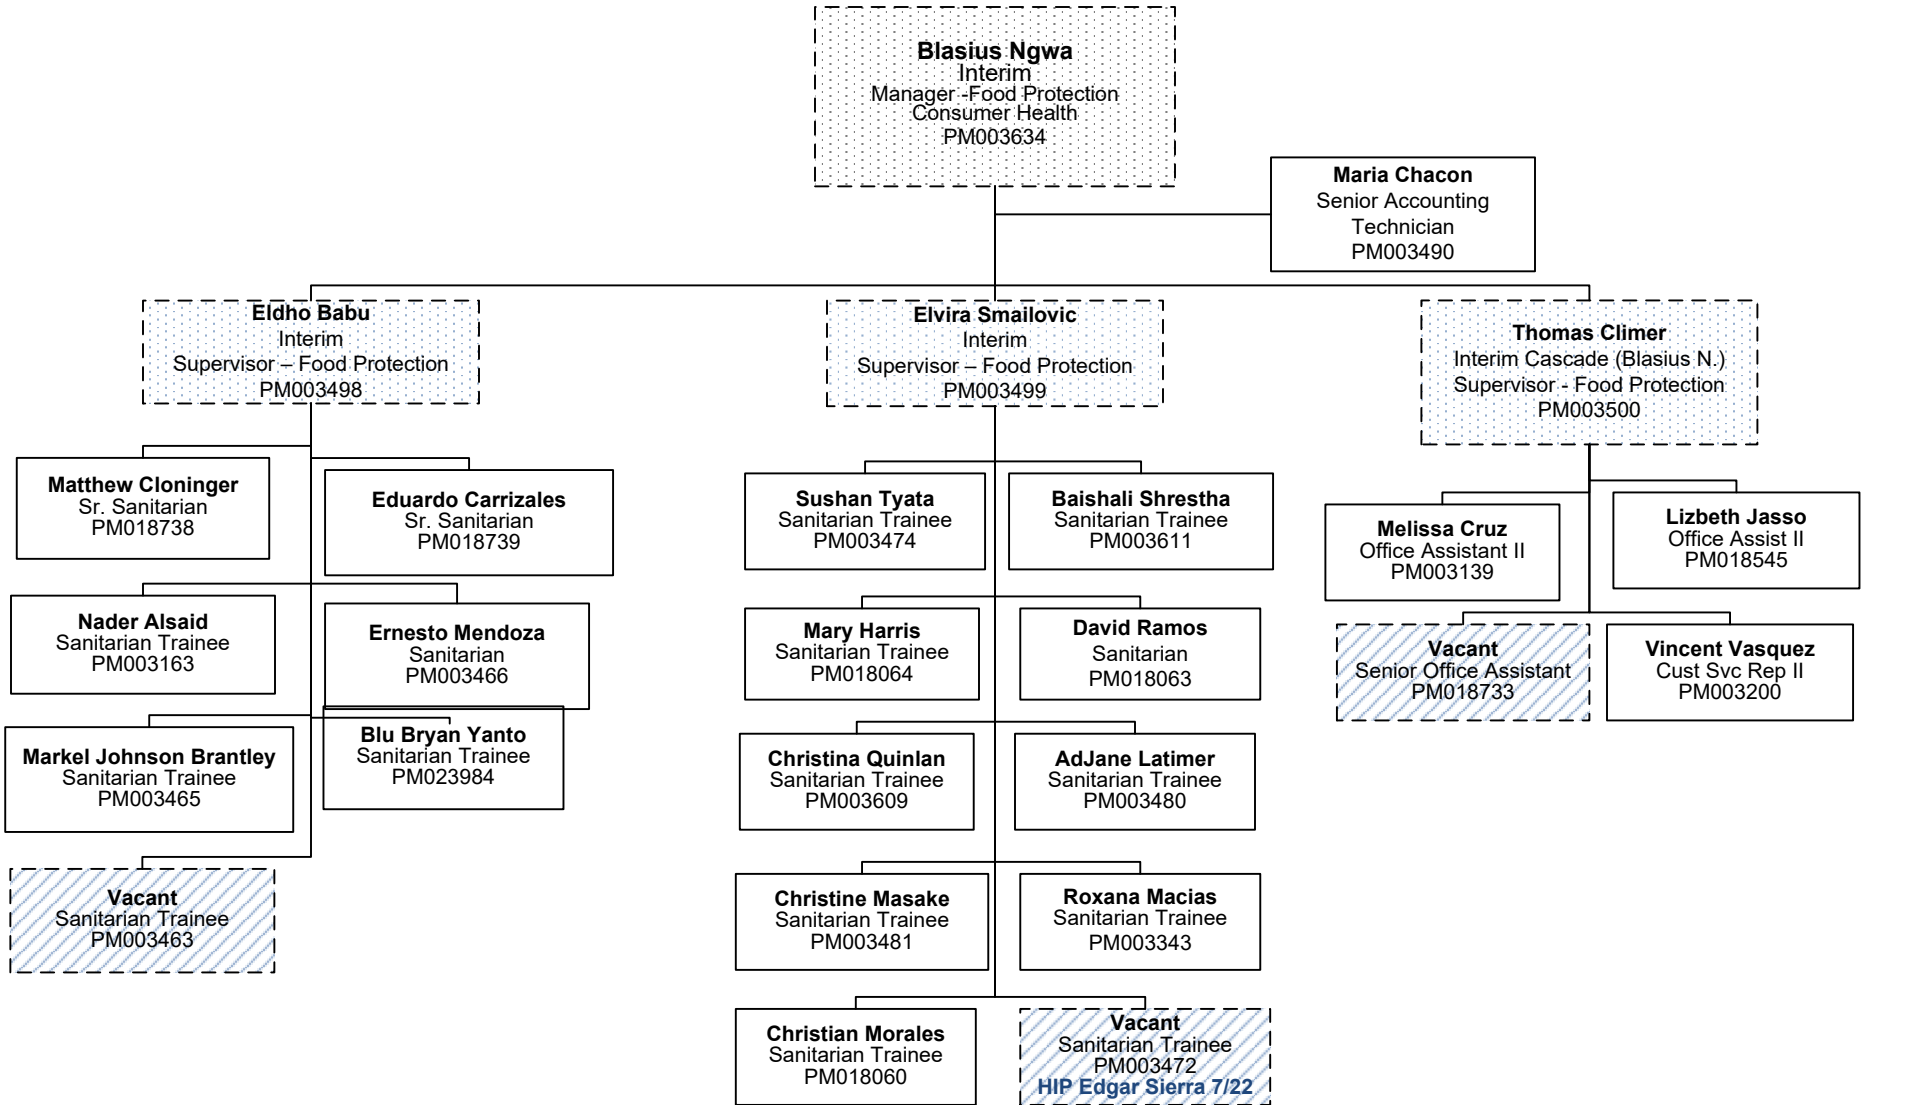 Blasius Ngwa
Interim
Manager -Food Protection
Consumer Health
PM003634
Maria Chacon
Senior Accounting
Technician
PM003490
Eldho Babu
Interim
Supervisor – Food Protection
PM003498
Elvira Smailovic
Interim
Supervisor – Food Protection
PM003499
Thomas Climer
Interim Cascade (Blasius N.)
Supervisor - Food Protection
PM003500
Matthew Cloninger
Sr. Sanitarian
PM018738
Eduardo Carrizales
Sr. Sanitarian
PM018739
Nader Alsaid
Sanitarian Trainee
PM003163
Ernesto Mendoza
Sanitarian
PM003466
Markel Johnson Brantley
Sanitarian Trainee
PM003465
Blu Bryan Yanto
Sanitarian Trainee
PM023984
Vacant
Sanitarian Trainee
PM003463
Sushan Tyata
Sanitarian Trainee
PM003474
Baishali Shrestha
Sanitarian Trainee
PM003611
Mary Harris
Sanitarian Trainee
PM018064
David Ramos
Sanitarian
PM018063
Christina Quinlan
Sanitarian Trainee
PM003609
AdJane Latimer
Sanitarian Trainee
PM003480
Christine Masake
Sanitarian Trainee
PM003481
Roxana Macias
Sanitarian Trainee
PM003343
Christian Morales
Sanitarian Trainee
PM018060
Vacant
Sanitarian Trainee
PM003472
HIP Edgar Sierra 7/22
Melissa Cruz
Office Assistant II
PM003139
Lizbeth Jasso
Office Assist II
PM018545
Vacant
Senior Office Assistant
PM018733
Vincent Vasquez
Cust Svc Rep II
PM003200